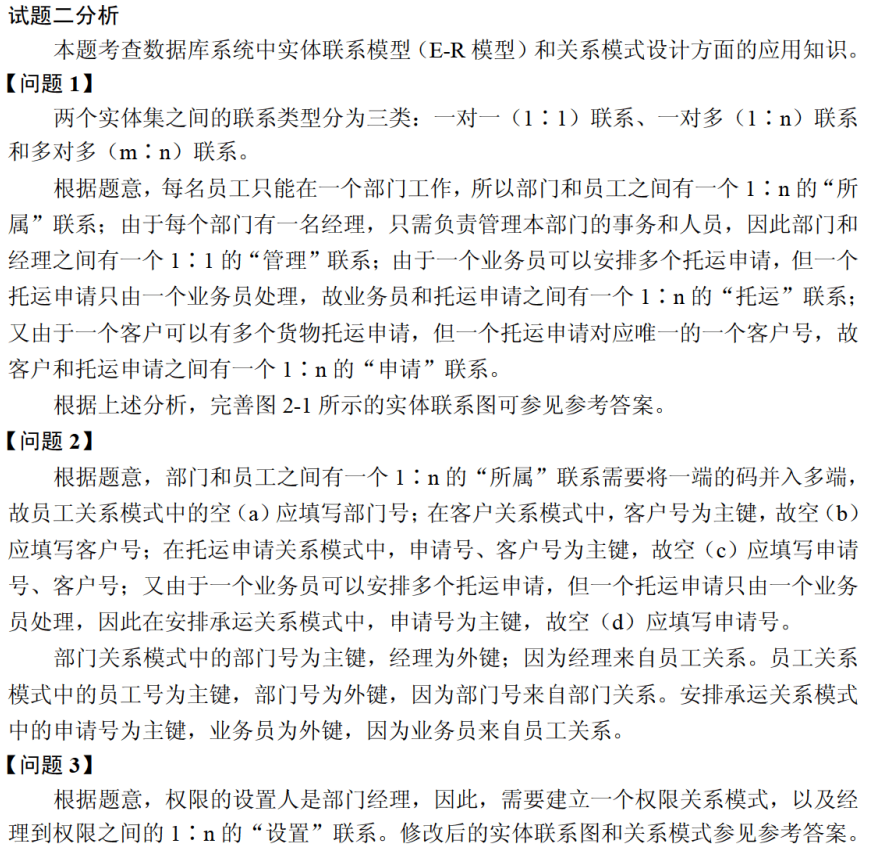 试题二分析
本题考查数据库系统中实体联系模型（E-R 模型）和关系模式设计方面的应用知识。
【问题 1】
两个实体集之间的联系类型分为三类：一对一（1∶1）联系、一对多（1∶n）联系
和多对多（m∶n）联系。
根据题意，每名员工只能在一个部门工作，所以部门和员工之间有一个 1∶n 的“所
属”联系；由于每个部门有一名经理，只需负责管理本部门的事务和人员，因此部门和
经理之间有一个 1∶1 的“管理”联系；由于一个业务员可以安排多个托运申请，但一个
托运申请只由一个业务员处理，故业务员和托运申请之间有一个 1∶n 的“托运”联系；
又由于一个客户可以有多个货物托运申请，但一个托运申请对应唯一的一个客户号，故
客户和托运申请之间有一个 1∶n 的“申请”联系。
根据上述分析，完善图 2-1 所示的实体联系图可参见参考答案。
【问题 2】
根据题意，部门和员工之间有一个 1∶n 的“所属”联系需要将一端的码并入多端，
故员工关系模式中的空（a）应填写部门号；在客户关系模式中，客户号为主键，故空（b）
应填写客户号；在托运申请关系模式中，申请号、客户号为主键，故空（c）应填写申请
号、客户号；又由于一个业务员可以安排多个托运申请，但一个托运申请只由一个业务
员处理，因此在安排承运关系模式中，申请号为主键，故空（d）应填写申请号。
部门关系模式中的部门号为主键，经理为外键；因为经理来自员工关系。员工关系
模式中的员工号为主键，部门号为外键，因为部门号来自部门关系。安排承运关系模式
中的申请号为主键，业务员为外键，因为业务员来自员工关系。
【问题 3】
根据题意，权限的设置人是部门经理，因此，需要建立一个权限关系模式，以及经
理到权限之间的 1∶n 的“设置”联系。修改后的实体联系图和关系模式参见参考答案。